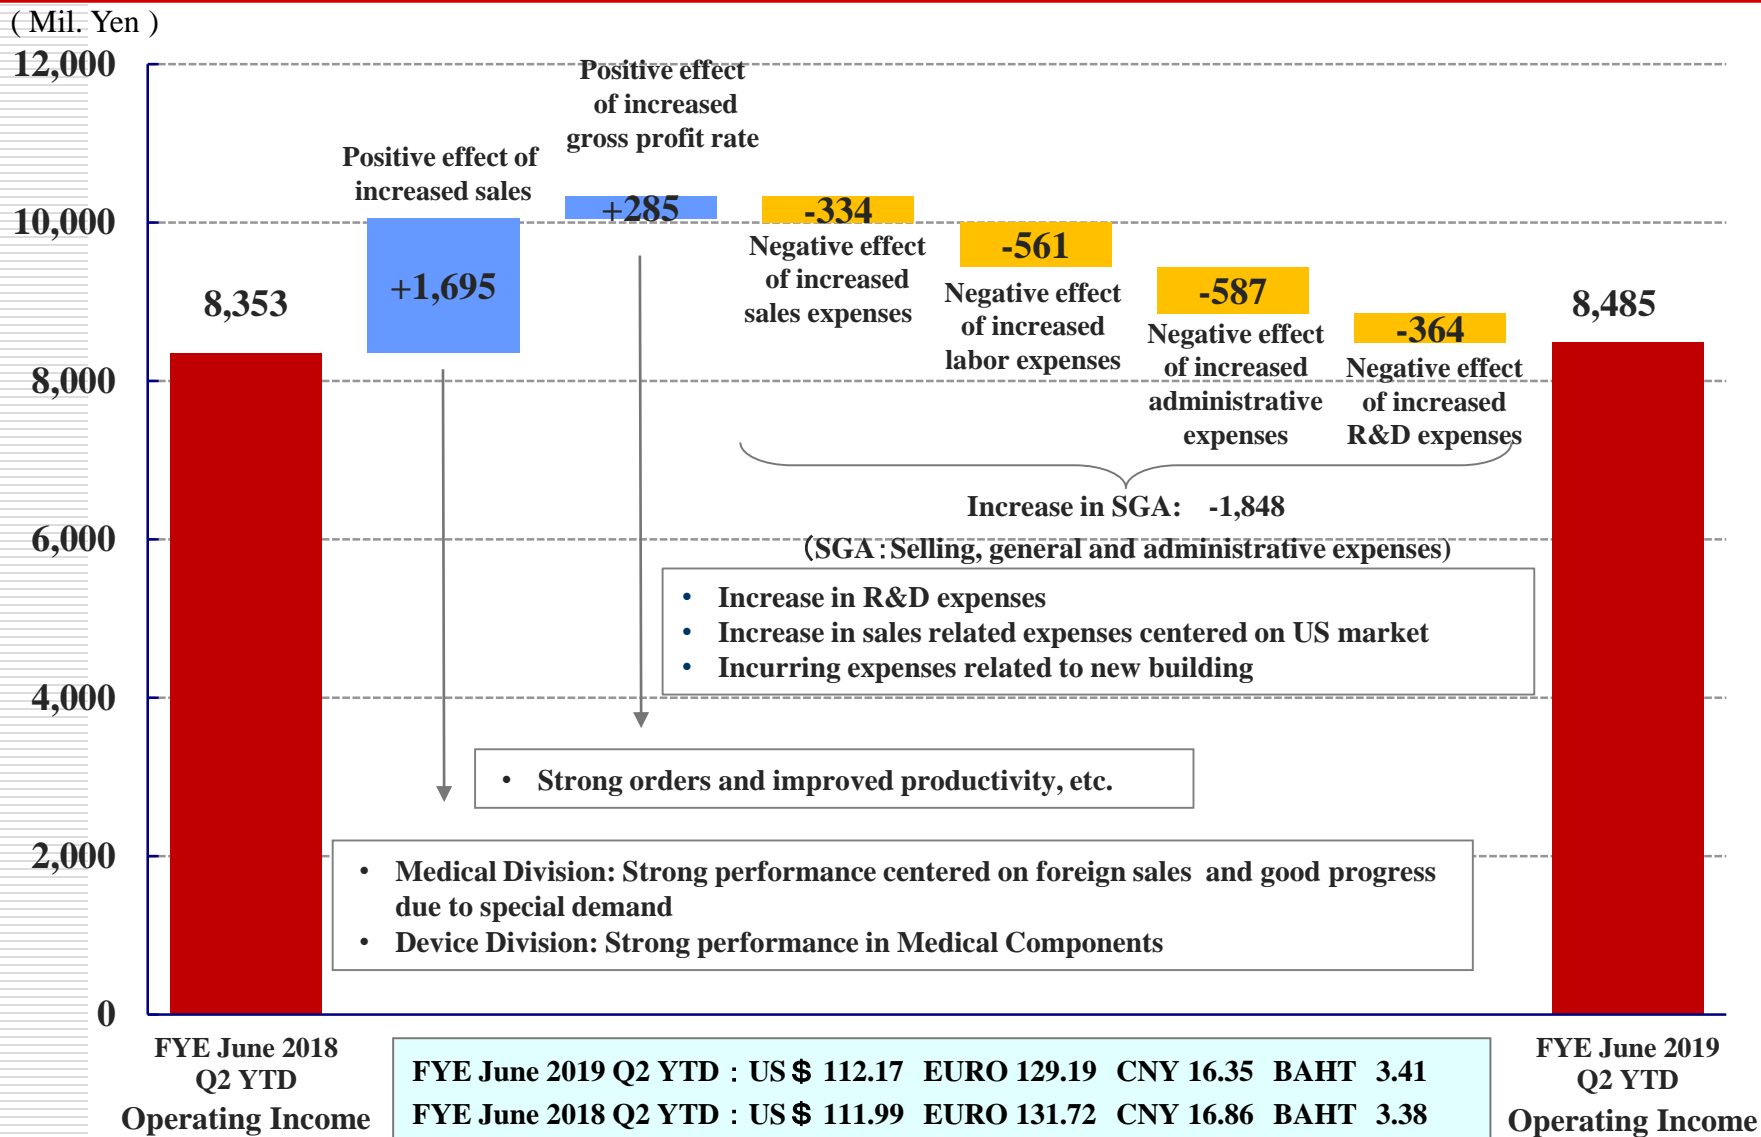 ( Mil. Yen )
12,000
10,000
8,000
6,000
4,000
2,000
0
8,353
Positive effect of
increased sales
+1,695
Positive effect
of increased
gross profit rate
+285
-334
Negative effect
of increased
sales expenses
-561
Negative effect
of increased
labor expenses
-587
Negative effect
of increased
administrative
expenses
-364
Negative effect
of increased
R&D expenses
8,485
Increase in SGA: -1,848
(SGA:Selling, general and administrative expenses)
• Increase in R&D expenses
• Increase in sales related expenses centered on US market
• Incurring expenses related to new building
• Strong orders and improved productivity, etc.
• Medical Division: Strong performance centered on foreign sales and good progress
due to special demand
• Device Division: Strong performance in Medical Components
FYE June 2018
Q2 YTD
Operating Income
FYE June 2019 Q2 YTD : US$ 112.17 EURO 129.19 CNY 16.35 BAHT 3.41
FYE June 2018 Q2 YTD : US$ 111.99 EURO 131.72 CNY 16.86 BAHT 3.38
FYE June 2019
Q2 YTD
Operating Income